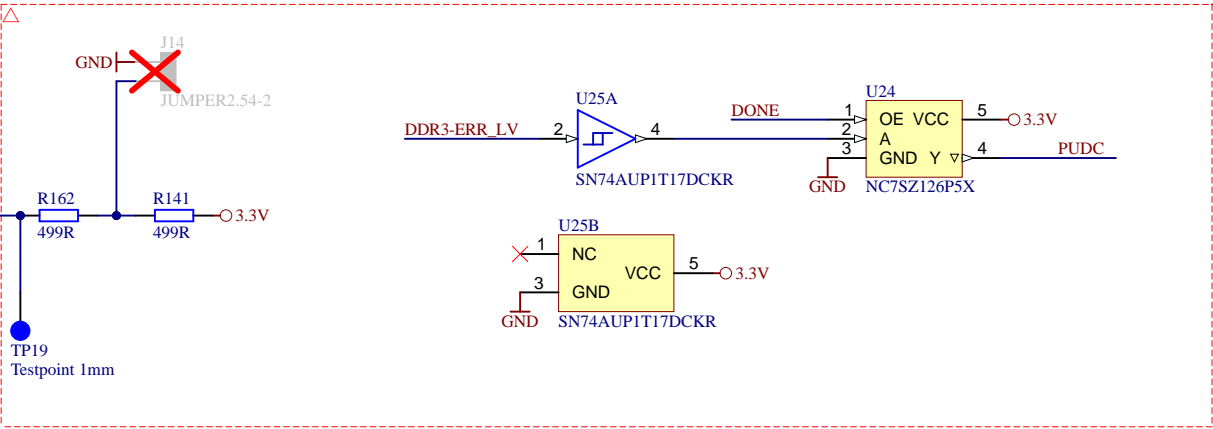 J14
GND
JUMPER2.54-2
R162
499R
R141
499R
3.3V
TP19
Testpoint 1mm
U25A
DDR3-ERR_LV
2
4
SN74AUP1T17DCKR
DONE
U24
1
OE
VCC
5
3.3V
2
A
3
GND
Y
4
PUDC
GND
NC7SZ126P5X
U25B
1
NC
VCC
5
3.3V
3
GND
GND
SN74AUP1T17DCKR